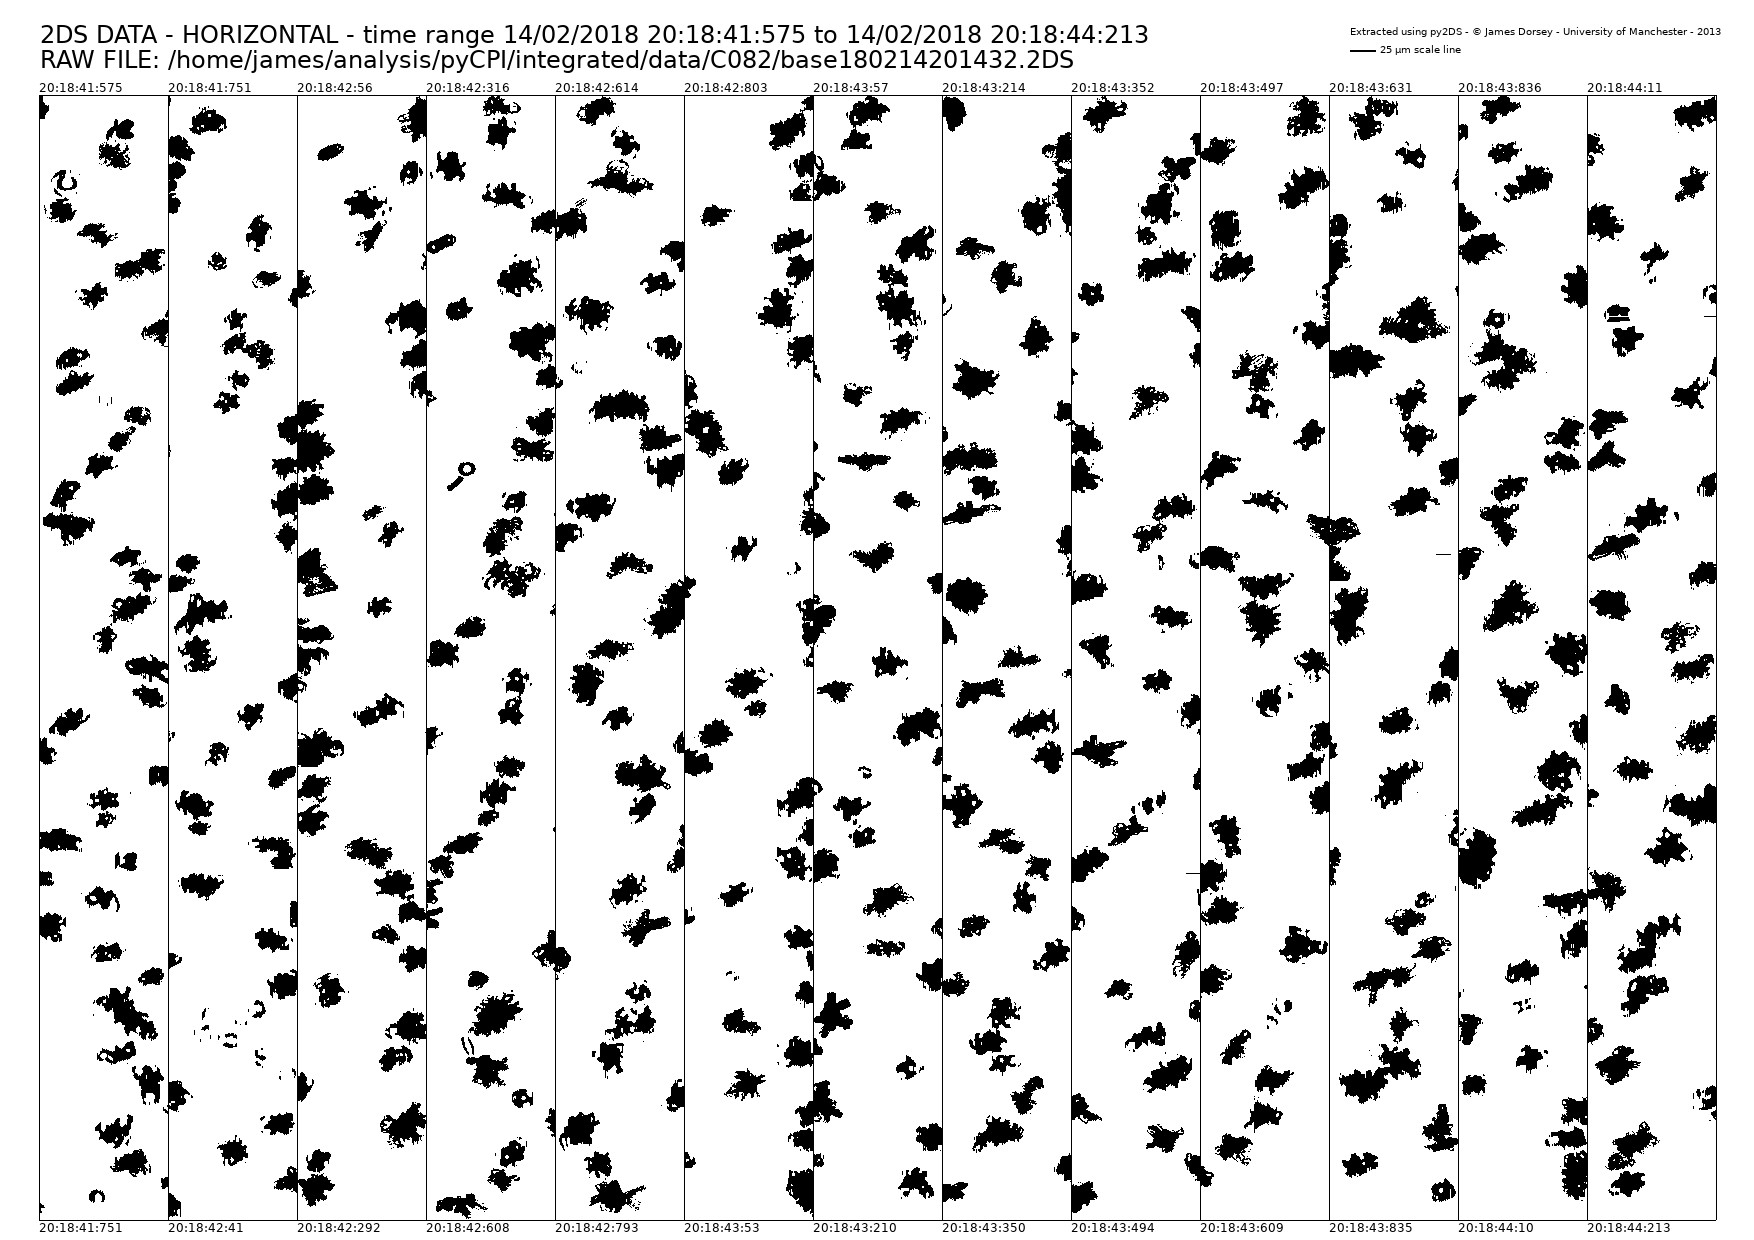 2DS DATA - HORIZONTAL - time range 14/02/2018 20:18:41:575 to 14/02/2018 20:18:44:213
RAW FILE: /home/james/analysis/pyCPI/integrated/data/C082/base180214201432.2DS
Extracted using py2DS - © James Dorsey - University of Manchester - 2013
25 µm scale line
20:18:41:575 20:18:41:751 20:18:42:56 20:18:42:316 20:18:42:614 20:18:42:803 20:18:43:57 20:18:43:214 20:18:43:352 20:18:43:497 20:18:43:631 20:18:43:836 20:18:44:11
20:18:41:751 20:18:42:41 20:18:42:292 20:18:42:608 20:18:42:793 20:18:43:53 20:18:43:210 20:18:43:350 20:18:43:494 20:18:43:609 20:18:43:835 20:18:44:10 20:18:44:213